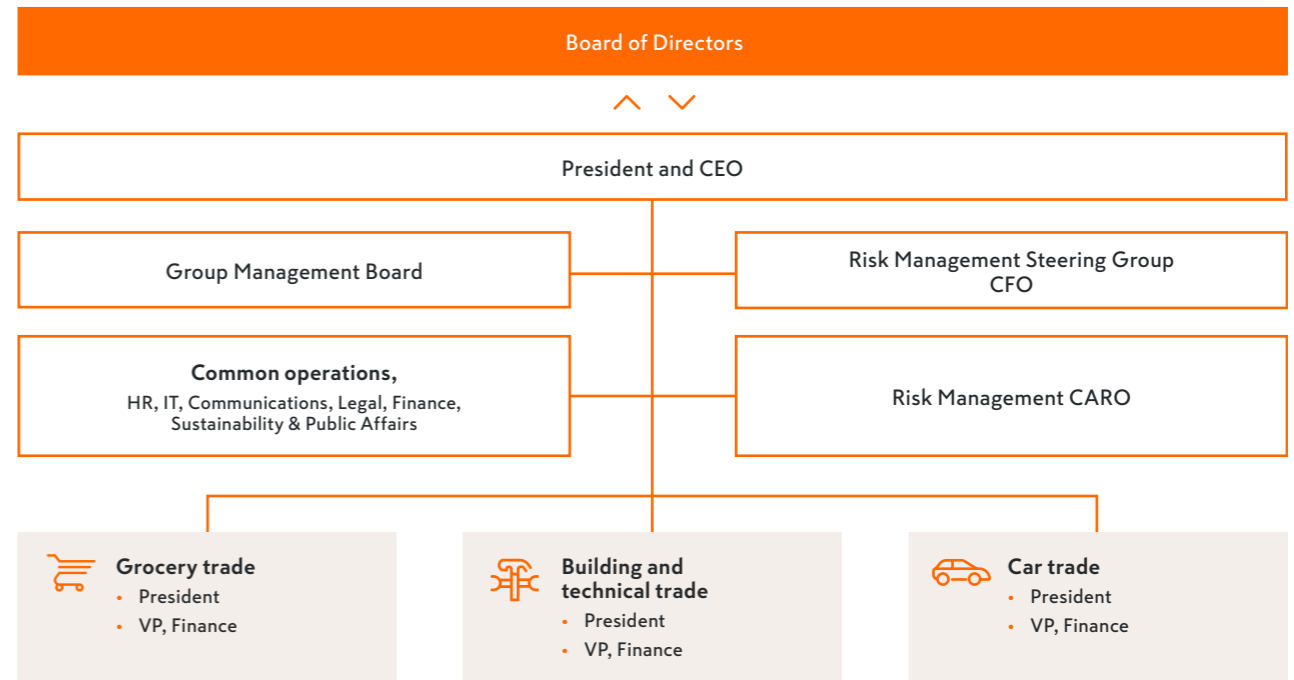 Board of Directors
President and CEO
Group Management Board
Risk Management Steering Group
CFO
Common operations,
HR, IT, Communications, Legal, Finance,
Sustainability & Public Affairs
Risk Management CARO
Grocery trade
• President
• VP, Finance
Building and
technical trade
• President
• VP, Finance
Car trade
• President
• VP, Finance